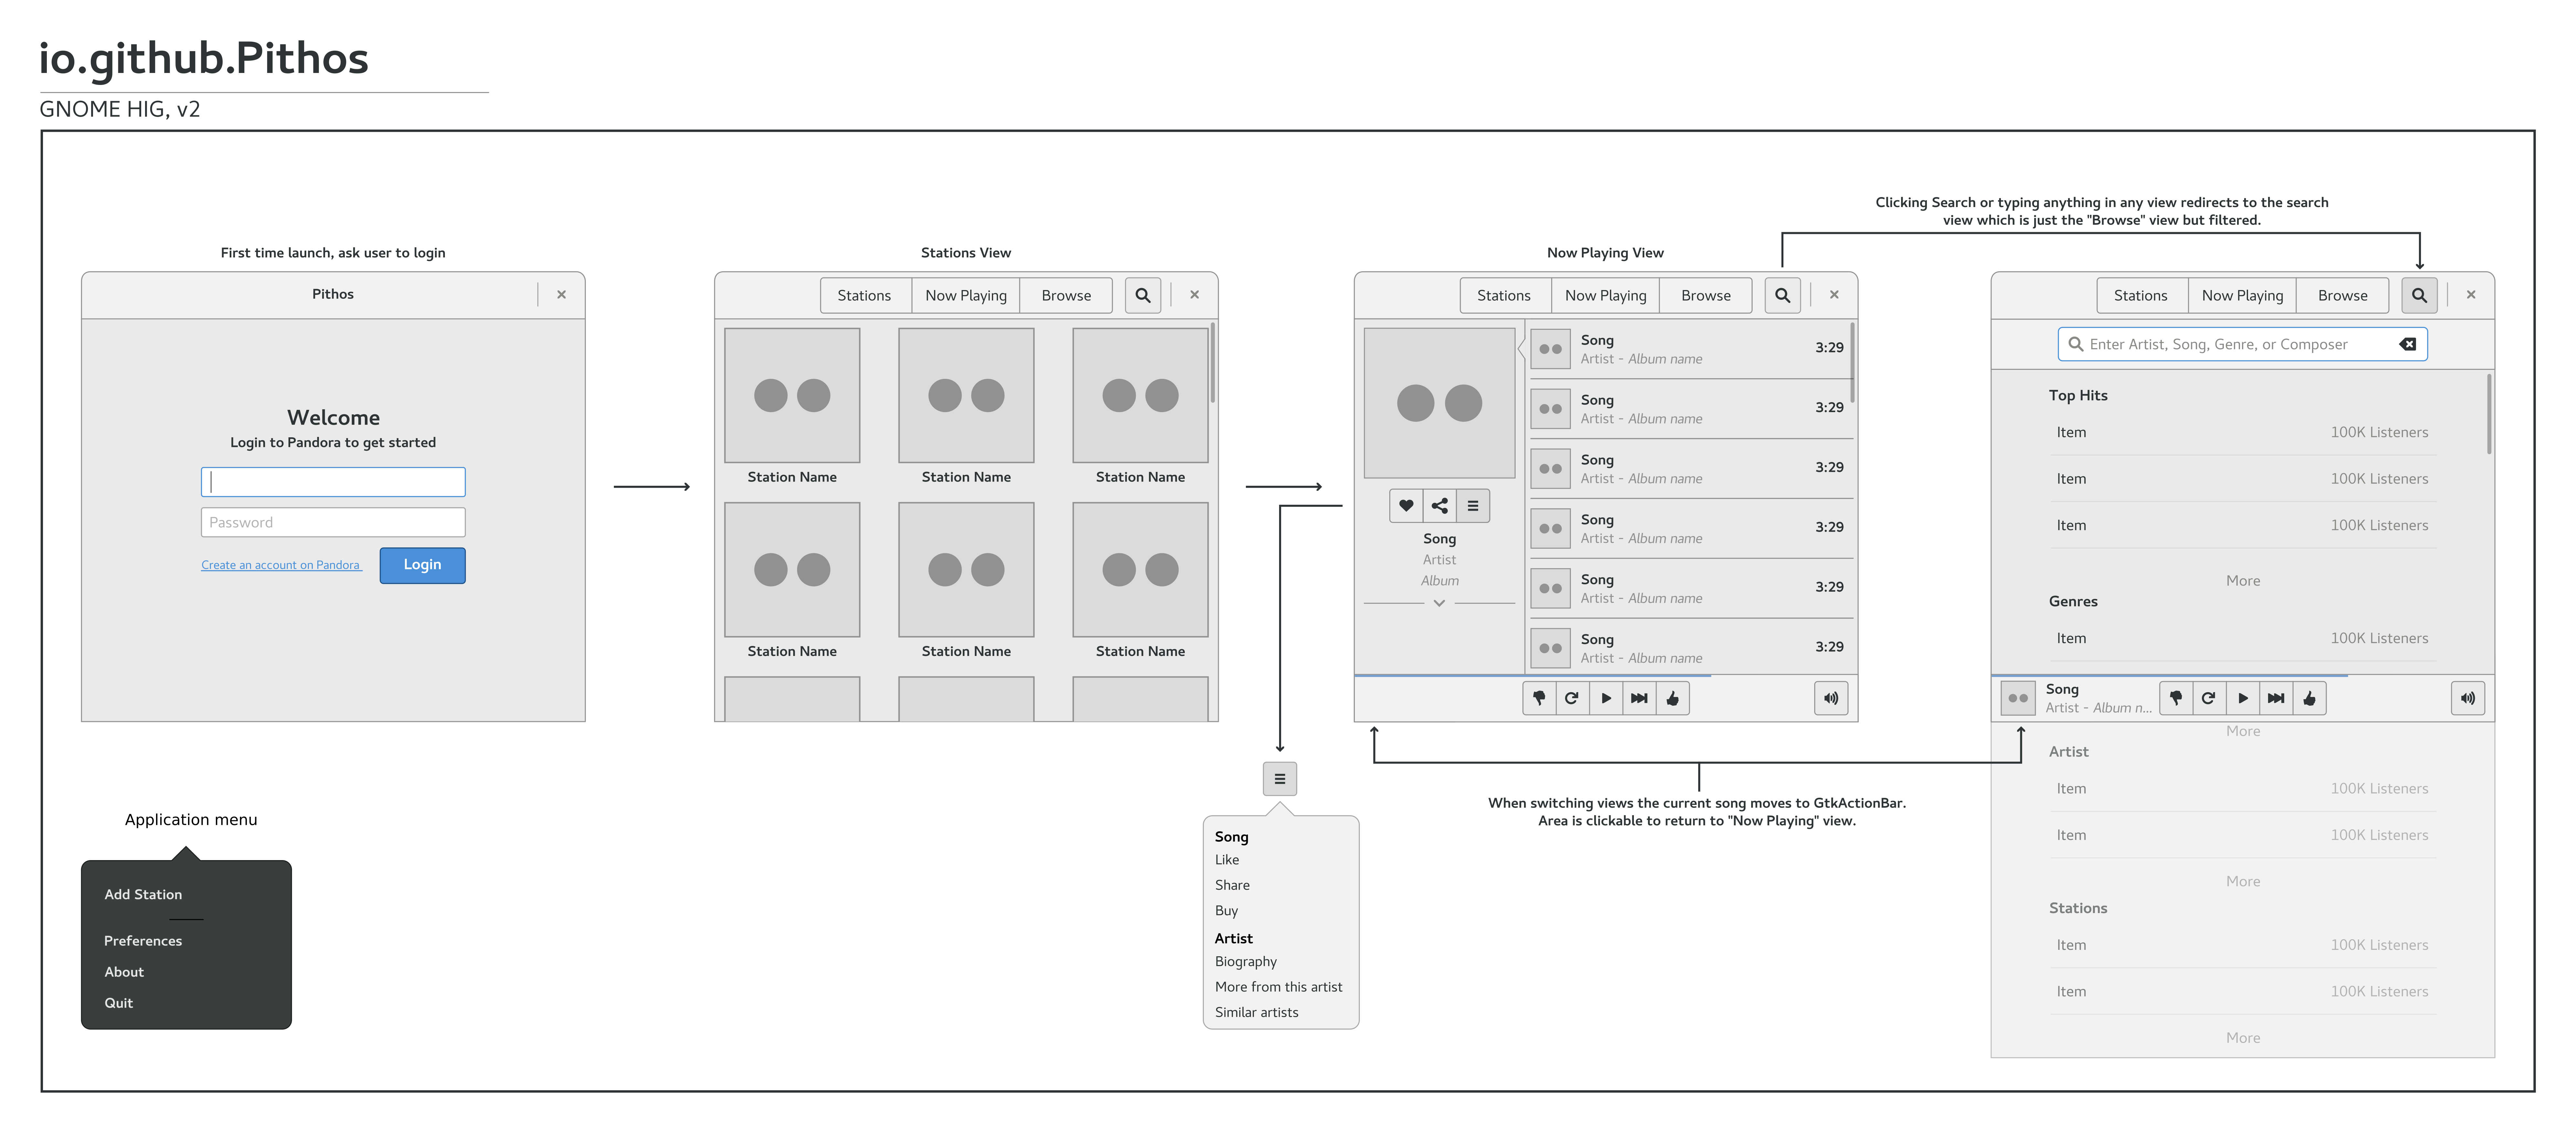 io.github.Pithos
GNOME HIG, v2
First time launch, ask user to login
Pithos
Welcome
Login to Pandora to get started
Password
Create an account on Pandora
Login
Application menu
Add Station
Preferences
About
Quit
Stations View
Stations Now Playing Browse
Station Name Station Name Station Name
Station Name Station Name Station Name
Now Playing View
Stations Now Playing Browse
Song
Artist
Album
Song
Artist - Album name
3:29
Song
Artist - Album name
3:29
Song
Artist - Album name
3:29
Song
Artist - Album name
3:29
Song
Artist - Album name
3:29
Song
Artist - Album name
3:29
Song
Like
Share
Buy
Artist
Biography
More from this artist
Similar artists
When switching views the current song moves to GtkActionBar.
Area is clickable to return to "Now Playing" view.
Clicking Search or typing anything in any view redirects to the search
view which is just the "Browse" view but filtered.
Stations Now Playing Browse
Enter Artist, Song, Genre, or Composer
Top Hits
Item 100K Listeners
Item 100K Listeners
Item 100K Listeners
More
Genres
Item 100K Listeners
Song
Artist - Album n...
More
Artist
Item 100K Listeners
Item 100K Listeners
More
Stations
Item 100K Listeners
Item 100K Listeners
More